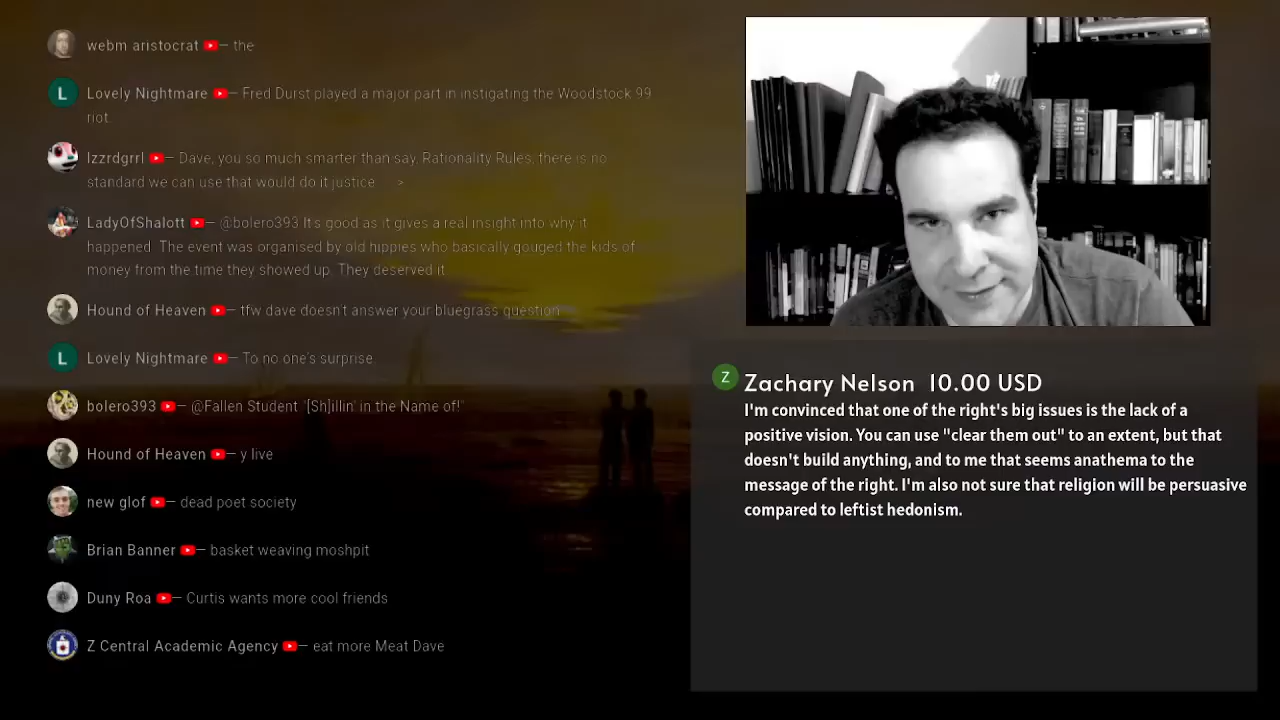 webm aristocrat — the
L Lovely Nightmare — Fred Durst played a major part in instigating the Woodstock 99
riot.
Izzrdgrrl — Dave, you so much smarter than say, Rationality Rules, there is no
standard we can use that would do it justice >
LadyOfShalott — @bolero393 It's good as it gives a real insight into why it
happened. The event was organised by old hippies who basically gouged the kids of
money from the time they showed up. They deserved it
Hound of Heaven — tfw dave doesn't answer your bluegrass question
L Lovely Nightmare — To no one's surprise.
bolero393 — @Fallen Student '[Sh]illin' in the Name of!"
Hound of Heaven — y live
new glof — dead poet society
Brian Banner — basket weaving moshpit
Duny Roa — Curtis wants more cool friends
Z Central Academic Agency — eat more Meat Dave
Z Zachary Nelson 10.00 USD
I'm convinced that one of the right's big issues is the lack of a
positive vision. You can use "clear them out" to an extent, but that
doesn't build anything, and to me that seems anathema to the
message of the right. I'm also not sure that religion will be persuasive
compared to leftist hedonism.